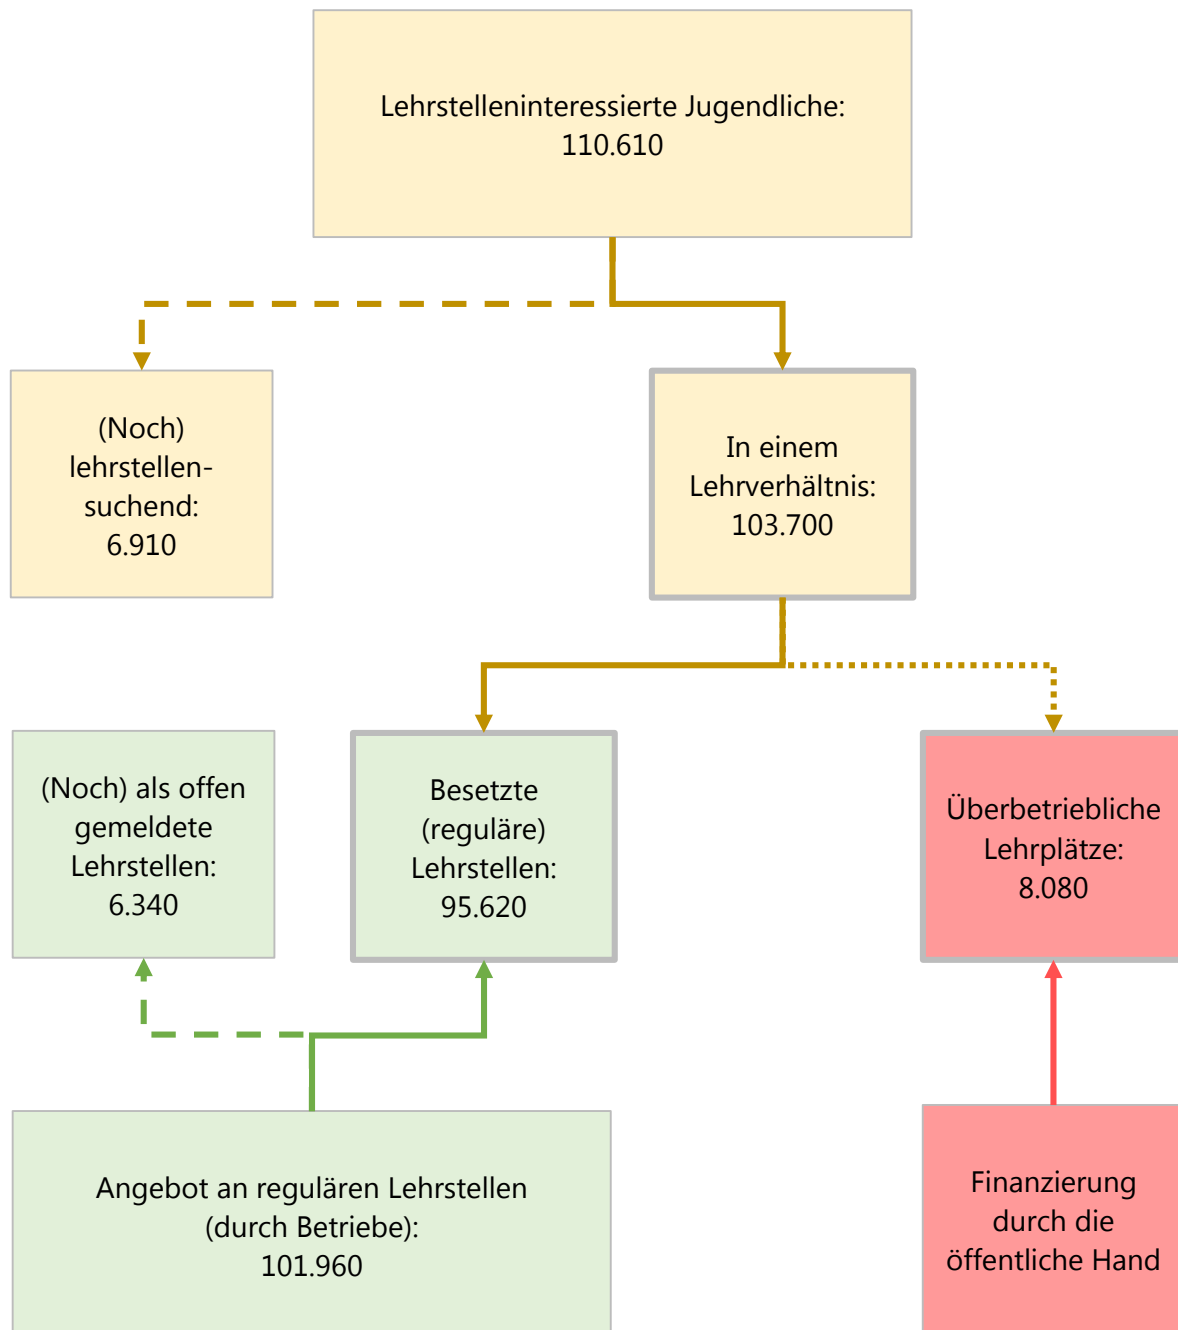 Lehrstelleninteressierte Jugendliche:
110.610
(Noch)
lehrstellen-
suchend:
6.910
In einem
Lehrverhältnis:
103.700
(Noch) als offen
gemeldete
Lehrstellen:
6.340
Besetzte
(reguläre)
Lehrstellen:
95.620
Überbetriebliche
Lehrplätze:
8.080
Angebot an regulären Lehrstellen
(durch Betriebe):
101.960
Finanzierung
durch die
öffentliche Hand